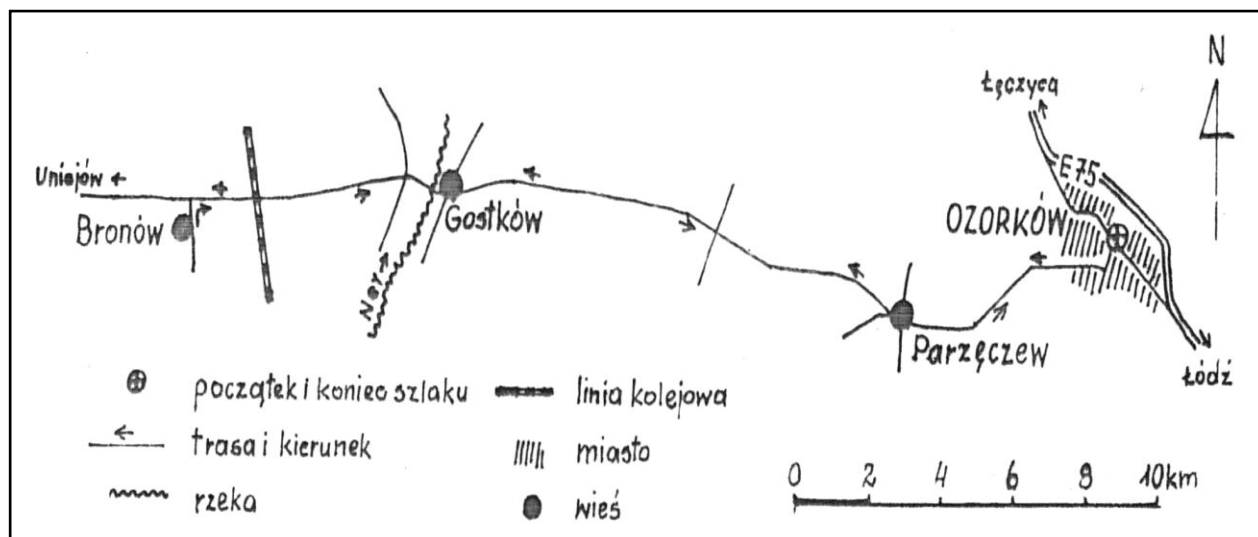 N
Łęczyca
E75
Uniejów
OZORKÓW
Bronów
Gostków
Ner
Parzęczew
Łódź
początek i koniec szlaku
linia kolejowa
trasa i kierunek
miasto
rzeka
wieś
0 2 4 6 8 10km